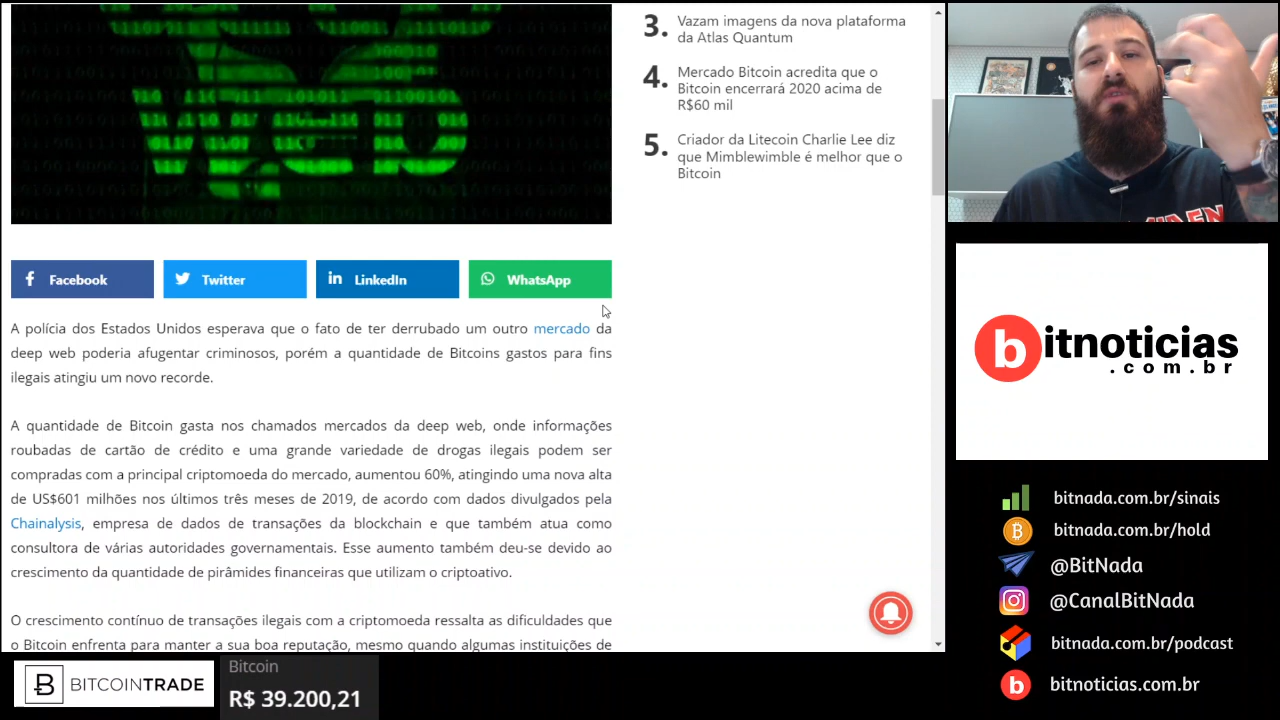 web
3. Vazam imagens da nova plataforma
da Atlas Quantum
4. Mercado Bitcoin acredita que o
Bitcoin encerrará 2020 acima de
R$60 mil
5. Criador da Litecoin Charlie Lee diz
que Mimblewimble é melhor que o
Bitcoin
Facebook
Twitter
LinkedIn
WhatsApp
A polícia dos Estados Unidos esperava que o fato de ter derrubado um outro mercado da
deep web poderia afugentar criminosos, porém a quantidade de Bitcoins gastos para fins
ilegais atingiu um novo recorde.
A quantidade de Bitcoin gasta nos chamados mercados da deep web, onde informações
roubadas de cartão de crédito e uma grande variedade de drogas ilegais podem ser
compradas com a principal criptomoeda do mercado, aumentou 60%, atingindo uma nova alta
de US$601 milhões nos últimos três meses de 2019, de acordo com dados divulgados pela
Chainalysis, empresa de dados de transações da blockchain e que também atua como
consultora de várias autoridades governamentais. Esse aumento também deu-se devido ao
crescimento da quantidade de pirâmides financeiras que utilizam o criptoativo.
O crescimento contínuo de transações ilegais com a criptomoeda ressalta as dificuldades que
o Bitcoin enfrenta para manter a sua boa reputação, mesmo quando algumas instituições de
bitnoticias
.com.br
bitnada.com.br/sinais
bitnada.com.br/hold
@BitNada
@CanalBitNada
bitnada.com.br/podcast
bitnoticias.com.br
BITCOINTRADE
Bitcoin
R$ 39.200,21